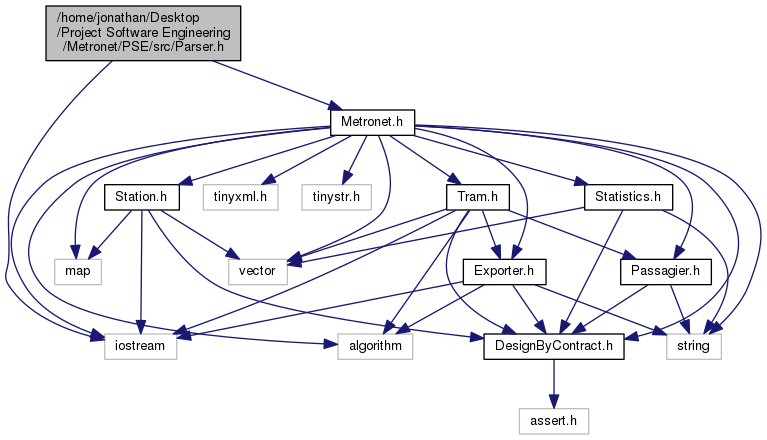 /home/jonathan/Desktop
/Project Software Engineering
/Metronet/PSE/src/Parser.h
Metronet.h
Station.h
tinyxml.h
tinystr.h
Tram.h
Statistics.h
map
vector
Exporter.h
Passagier.h
iostream
algorithm
DesignByContract.h
string
assert.h